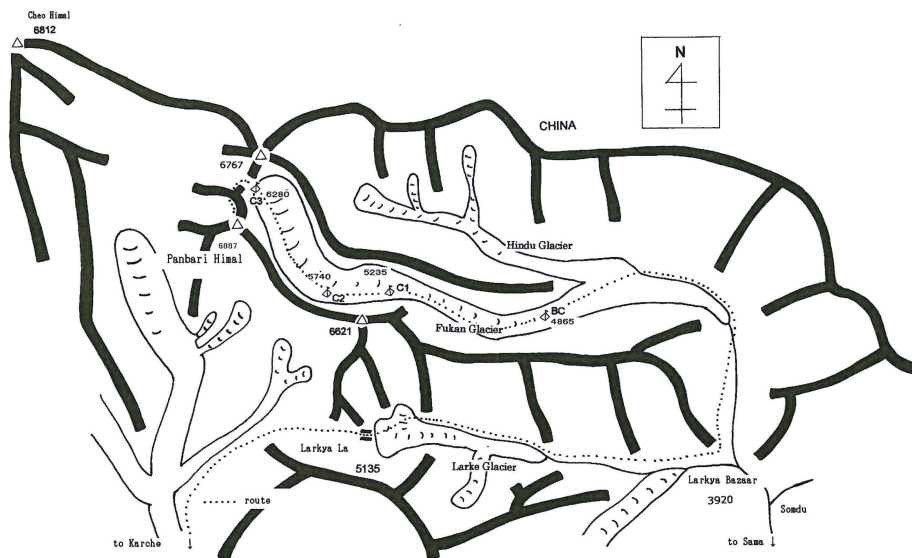 Cheo Himal
6812
N
CHINA
6767
6280
C3
Hindu Glacier
6887
Panbari Himal
5740
5235
C2
C1
BC
4865
Fukan Glacier
6621
Larkya La
5135
Larke Glacier
Larkya Bazaar
3920
route
Somdu
to Karche
to Sama